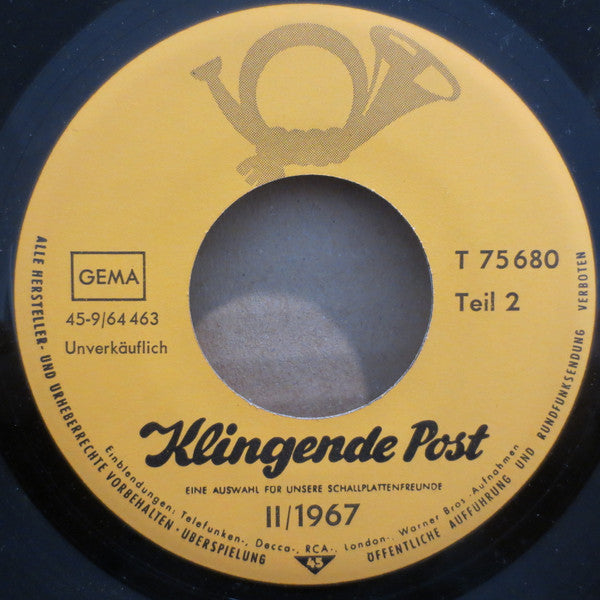 GEMA
45-9/64 463
Unverkäuflich
T 75680
Teil 2
Klingende Post
EINE AUSWAHL FÜR UNSERE SCHALLPLATTENFREUNDE
II/1967
Einblendungen: Telefunken-, Decca-, RCA-, London-, Warner Bros.-Aufnahmen
45
ALLE HERSTELLER- UND URHEBERRECHTE VORBEHALTEN · ÜBERSPIELUNG
ÖFFENTLICHE AUFFÜHRUNG UND RUNDFUNKSENDUNG VERBOTEN